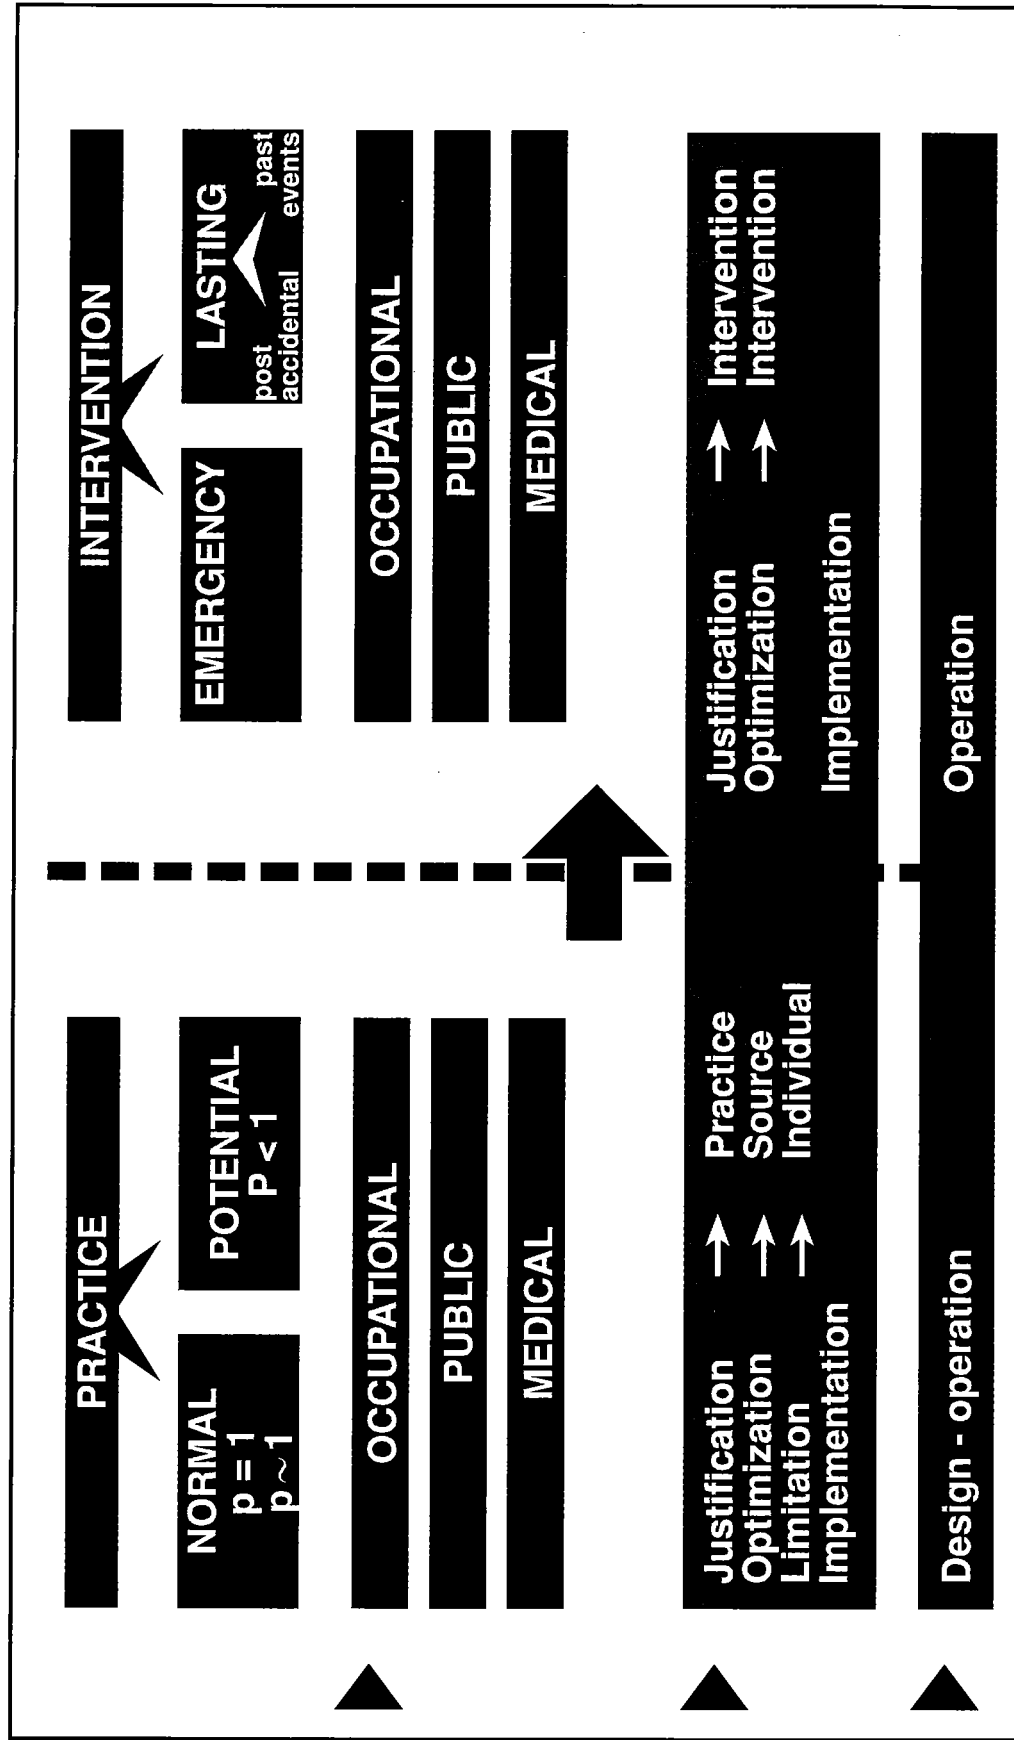 PRACTICE
NORMAL
p = 1
p ~ 1
POTENTIAL
P < 1
OCCUPATIONAL
PUBLIC
MEDICAL
INTERVENTION
EMERGENCY
LASTING
post
accidental
past
events
OCCUPATIONAL
PUBLIC
MEDICAL
Justification → Practice
Optimization → Source
Limitation → Individual
Implementation
Justification → Intervention
Optimization → Intervention
Implementation
Design - operation
Operation